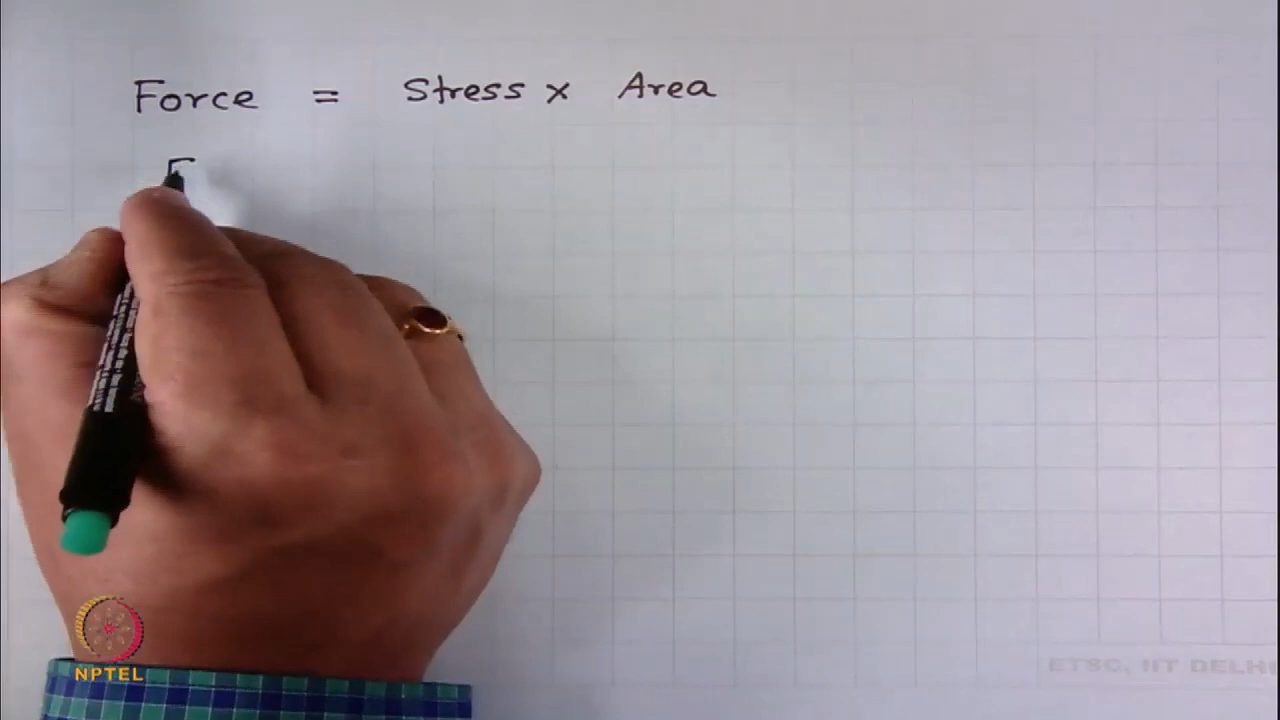 Force = Stress × Area
F
NPTEL
ETSC, IIT DELHI